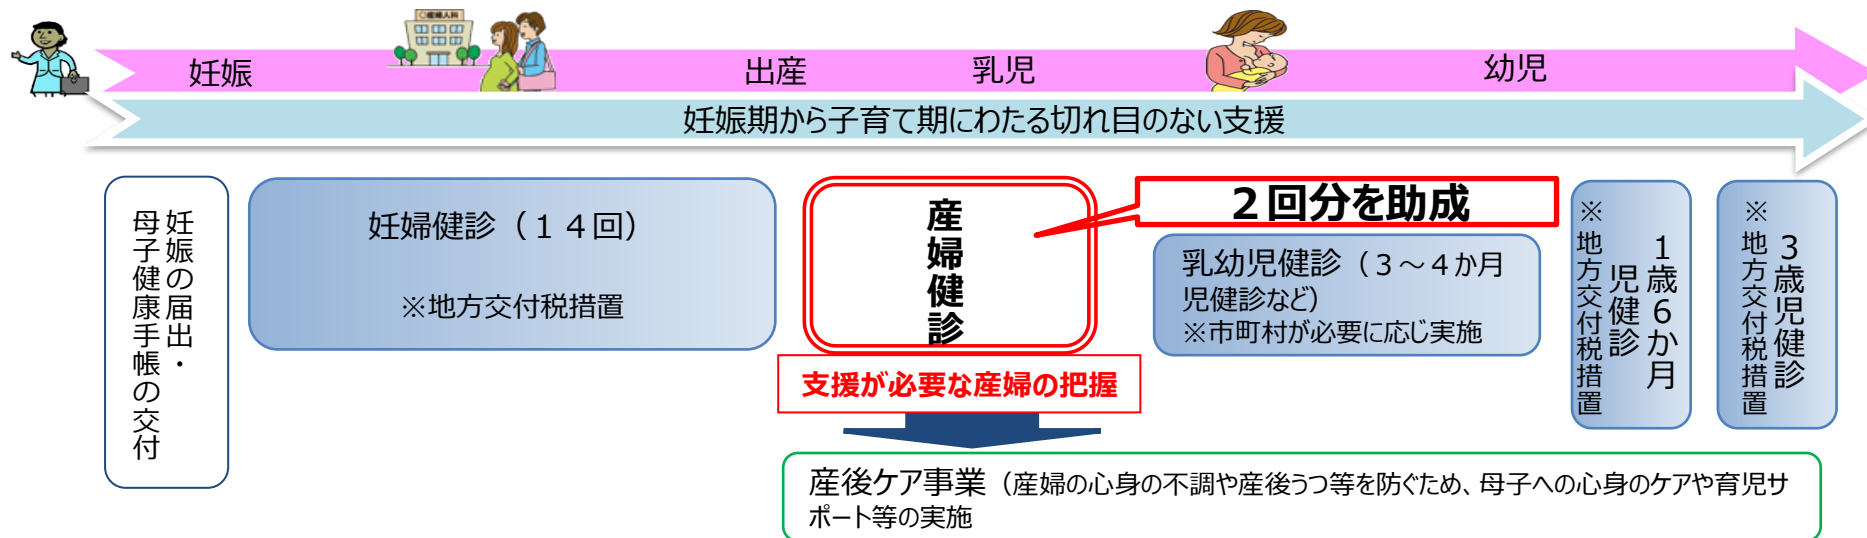 ○産婦人科
妊娠
出産
乳児
幼児
妊娠期から子育て期にわたる切れ目のない支援
妊娠の届出・
母子健康手帳の交付
妊婦健診（１４回）
※地方交付税措置
産婦健診
２回分を助成
乳幼児健診（３～４か月
児健診など）
※市町村が必要に応じ実施
１歳６か月
児健診
※地方交付税措置
３歳児健診
※地方交付税措置
支援が必要な産婦の把握
産後ケア事業（産婦の心身の不調や産後うつ等を防ぐため、母子への心身のケアや育児サ
ポート等の実施